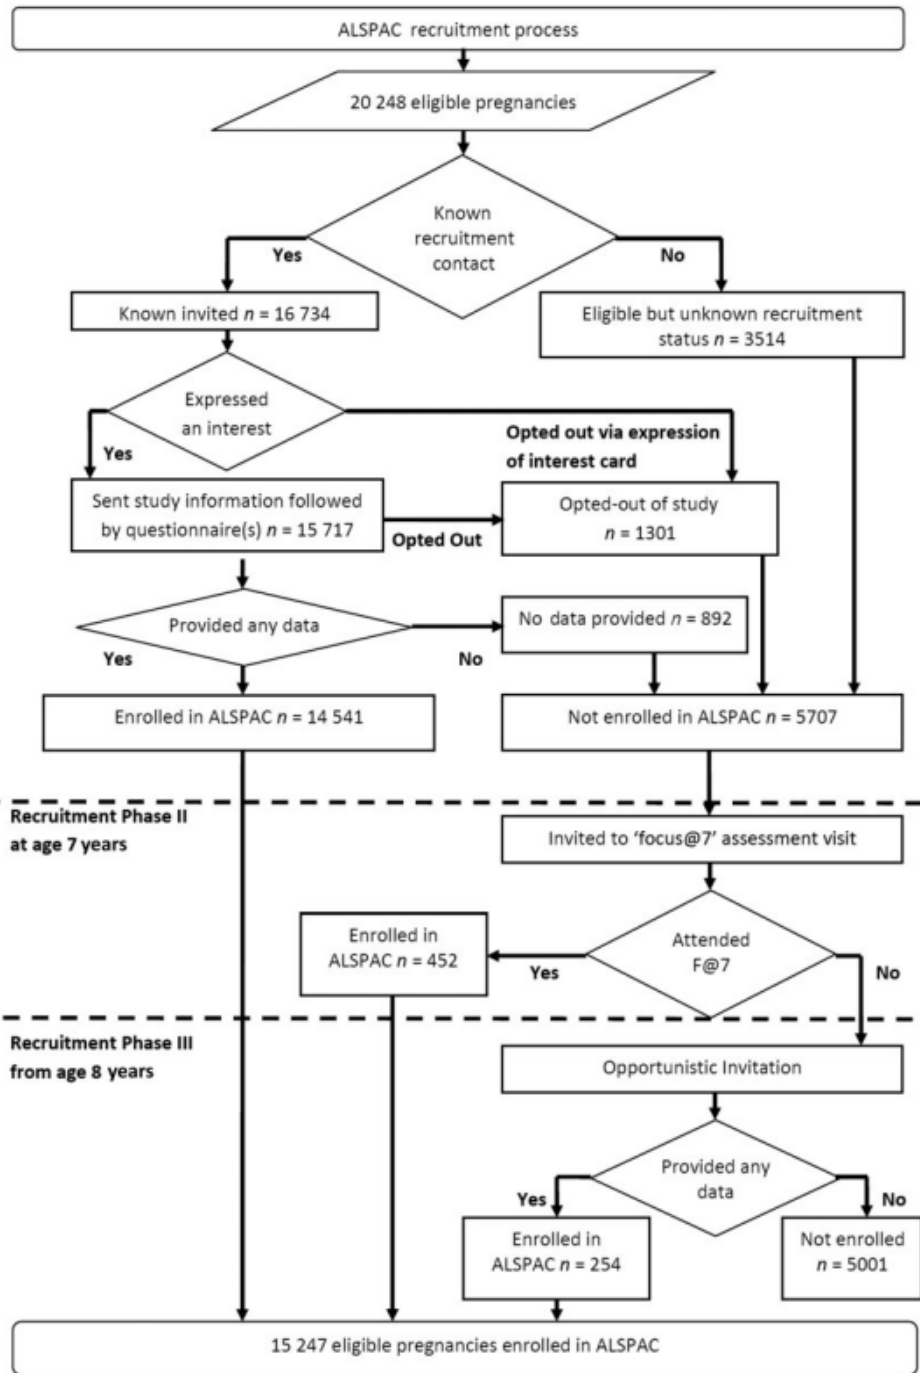 ALSPAC recruitment process
20 248 eligible pregnancies
Known
recruitment
contact
Yes
No
Known invited n = 16 734
Eligible but unknown recruitment
status n = 3514
Expressed
an interest
Yes
Opted out via expression
of interest card
Sent study information followed
by questionnaire(s) n = 15 717
Opted Out
Opted-out of study
n = 1301
Provided any data
Yes
No
No data provided n = 892
Enrolled in ALSPAC n = 14 541
Not enrolled in ALSPAC n = 5707
Recruitment Phase II
at age 7 years
Invited to ‘focus@7’ assessment visit
Attended
F@7
Yes
No
Enrolled in
ALSPAC n = 452
Recruitment Phase III
from age 8 years
Opportunistic Invitation
Provided any
data
Yes
No
Enrolled in
ALSPAC n = 254
Not enrolled
n = 5001
15 247 eligible pregnancies enrolled in ALSPAC